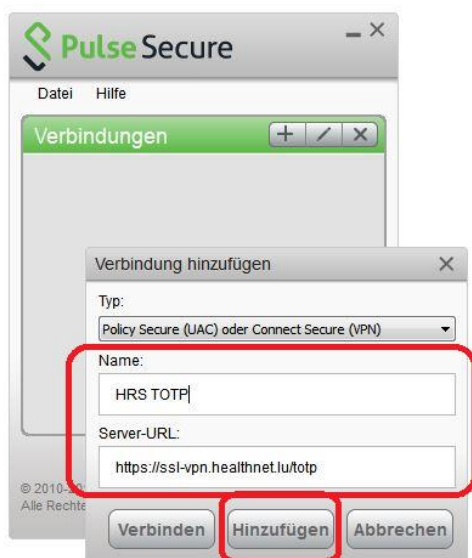 Pulse Secure
Datei Hilfe
Verbindungen
Verbindung hinzufügen
Typ:
Policy Secure (UAC) oder Connect Secure (VPN)
Name:
HRS TOTP
Server-URL:
https://ssl-vpn.healthnet.lu/totp
© 2010-20
Alle Rechte
Verbinden Hinzufügen Abbrechen